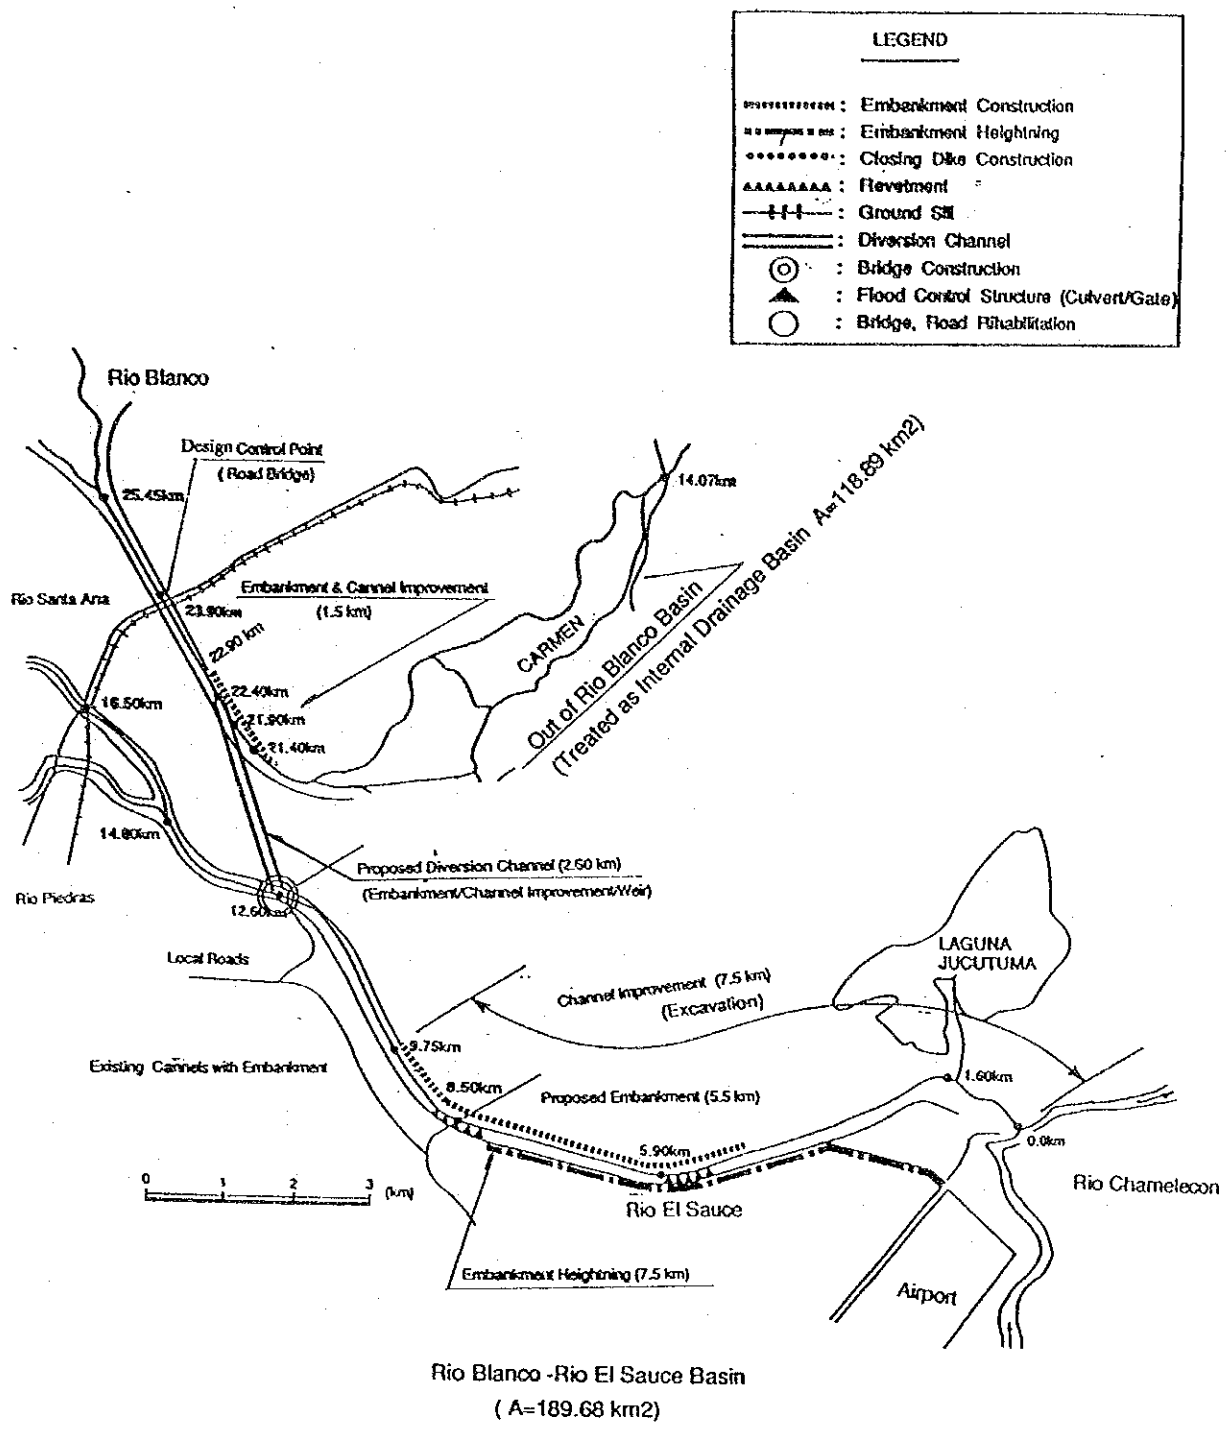 LEGEND
: Embankment Construction
: Embankment Heightning
: Closing Dike Construction
: Revetment
: Ground Sill
: Diversion Channel
: Bridge Construction
: Flood Control Structure (Culvert/Gate)
: Bridge, Road Rihabilitation
Rio Blanco
Design Control Point
(Road Bridge)
25.45km
14.07km
Rio Santa Ana
23.90km
Embankment & Cannel Improvement
(1.5 km)
22.90 km
CARMEN
Out of Rio Blanco Basin
(Treated as Internal Drainage Basin A=118.89 km2)
16.50km
22.40km
21.90km
21.40km
14.80km
Proposed Diversion Channel (2.60 km)
(Embankment/Channel Improvement/Weir)
Rio Piedras
12.60km
Local Roads
LAGUNA
JUCUTUMA
Channel Improvement (7.5 km)
(Excavation)
9.75km
Existing Cannels with Embankment
8.50km
Proposed Embankment (5.5 km)
1.60km
5.90km
0.0km
0 1 2 3 (km)
Rio El Sauce
Rio Chamelecon
Embankment Heightning (7.5 km)
Airport
Rio Blanco -Rio El Sauce Basin
( A=189.68 km2)